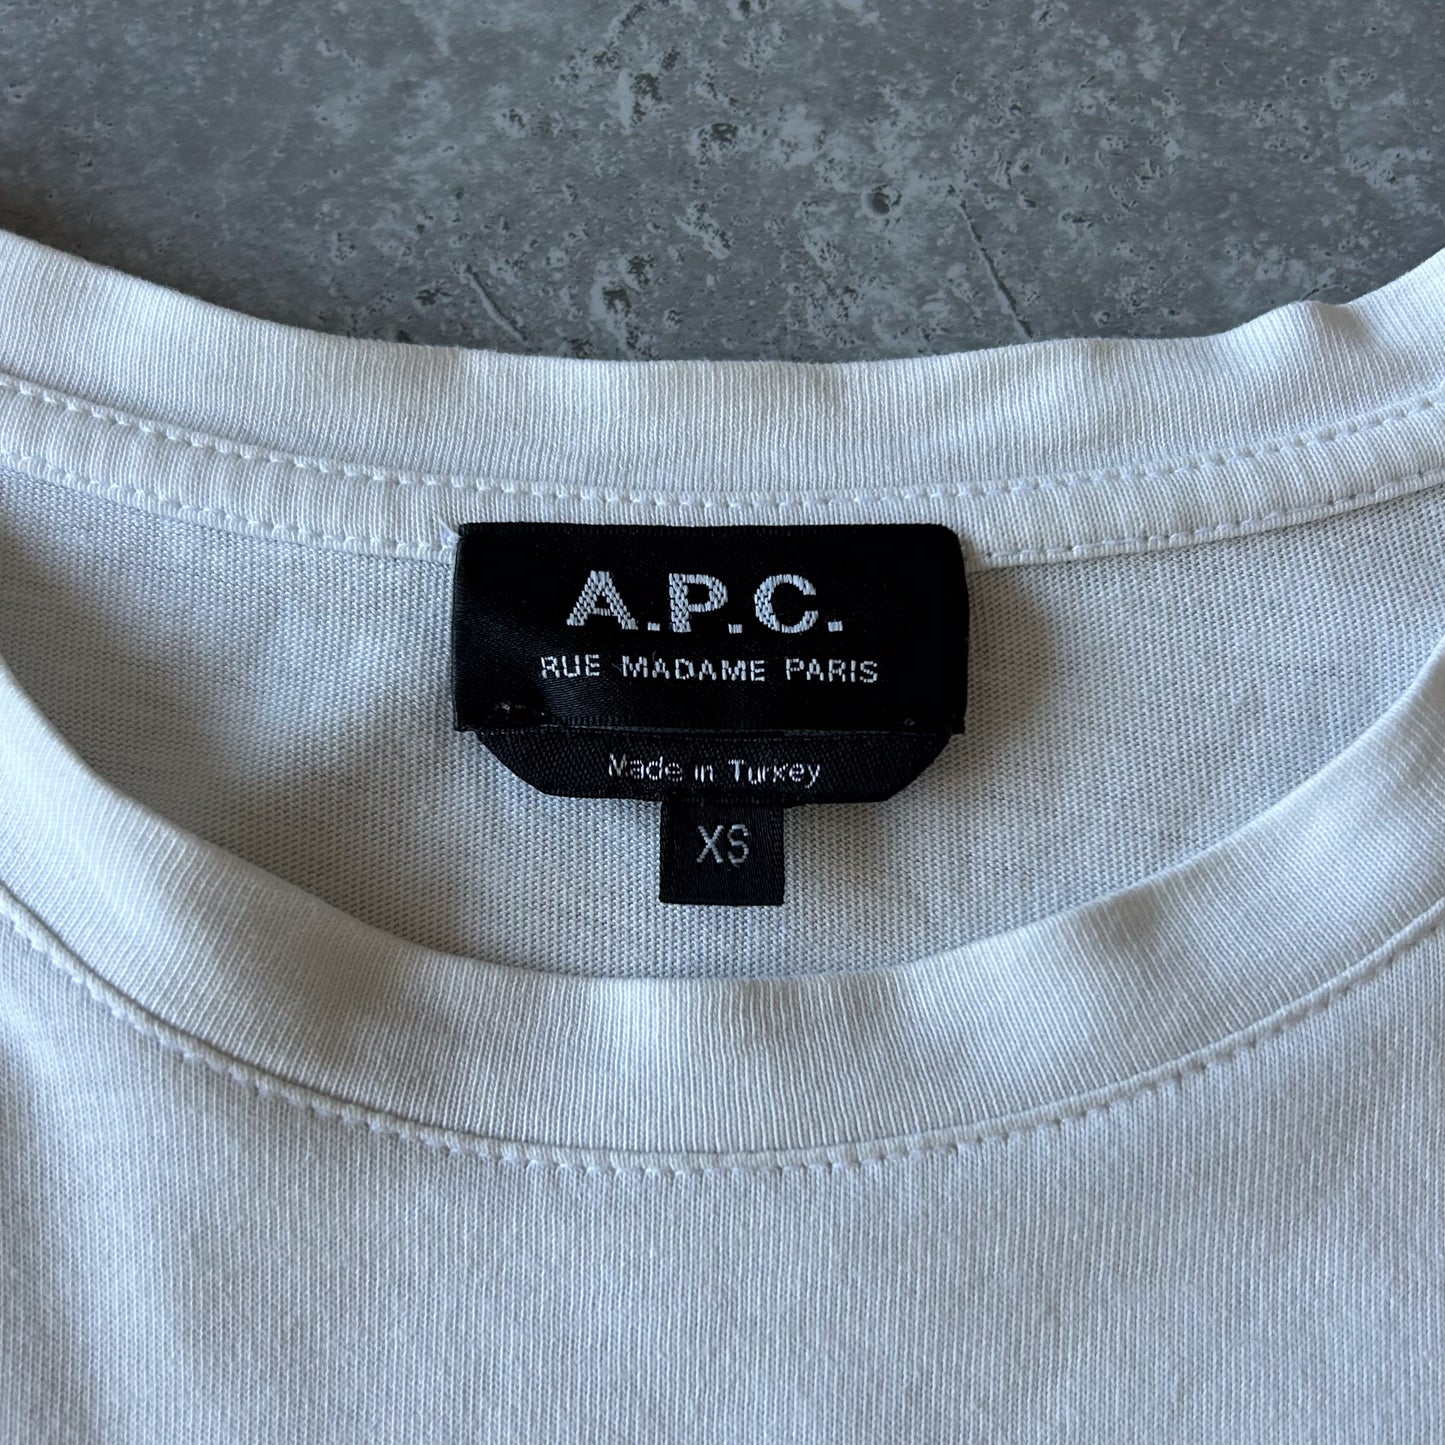 A.P.C.
RUE MADAME PARIS
Made in Turkey
XS